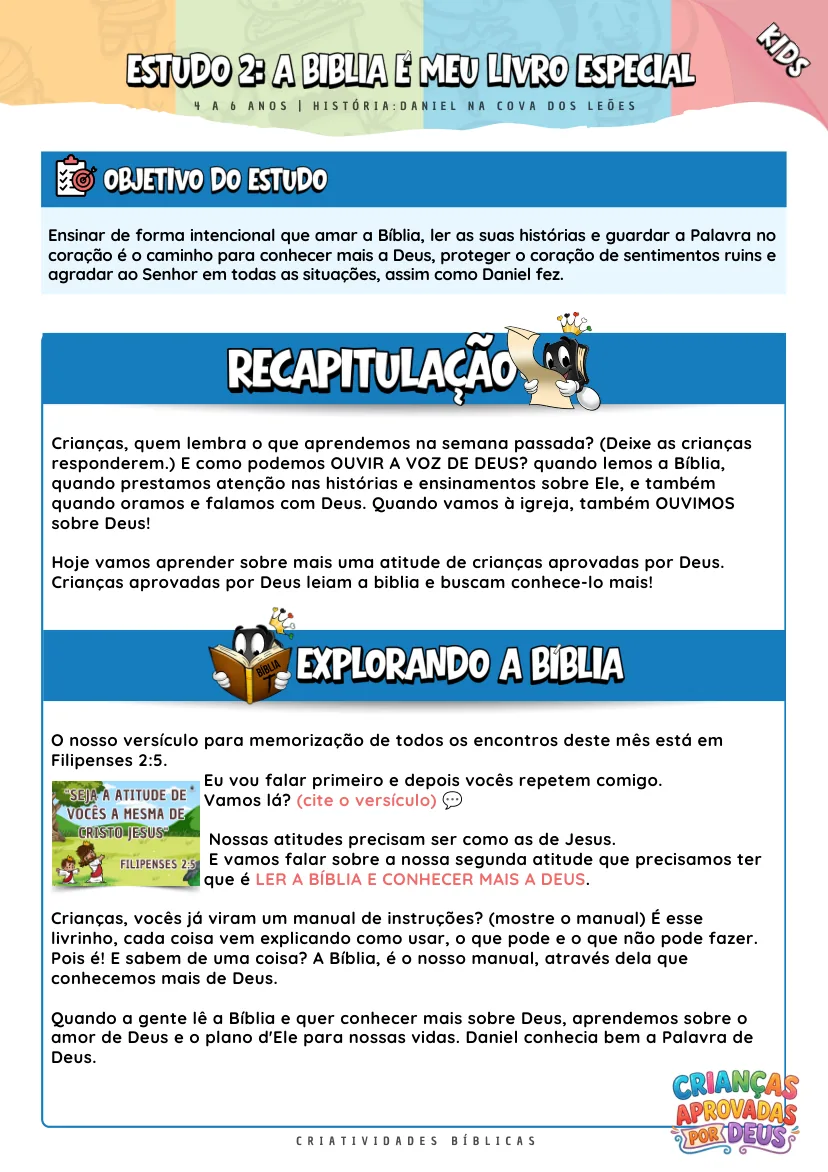 KIDS
ESTUDO 2: A BIBLIA É MEU LIVRO ESPECIAL
4 A 6 ANOS | HISTÓRIA:DANIEL NA COVA DOS LEÕES
OBJETIVO DO ESTUDO
Ensinar de forma intencional que amar a Bíblia, ler as suas histórias e guardar a Palavra no
coração é o caminho para conhecer mais a Deus, proteger o coração de sentimentos ruins e
agradar ao Senhor em todas as situações, assim como Daniel fez.
RECAPITULAÇÃO
Crianças, quem lembra o que aprendemos na semana passada? (Deixe as crianças
responderem.) E como podemos OUVIR A VOZ DE DEUS? quando lemos a Bíblia,
quando prestamos atenção nas histórias e ensinamentos sobre Ele, e também
quando oramos e falamos com Deus. Quando vamos à igreja, também OUVIMOS
sobre Deus!
Hoje vamos aprender sobre mais uma atitude de crianças aprovadas por Deus.
Crianças aprovadas por Deus leiam a biblia e buscam conhece-lo mais!
BÍBLIA
EXPLORANDO A BÍBLIA
O nosso versículo para memorização de todos os encontros deste mês está em
Filipenses 2:5.
"SEJA A ATITUDE DE
VOCÊS A MESMA DE
CRISTO JESUS"
FILIPENSES 2:5
Eu vou falar primeiro e depois vocês repetem comigo.
Vamos lá? (cite o versículo) 💬
Nossas atitudes precisam ser como as de Jesus.
E vamos falar sobre a nossa segunda atitude que precisamos ter
que é LER A BÍBLIA E CONHECER MAIS A DEUS.
Crianças, vocês já viram um manual de instruções? (mostre o manual) É esse
livrinho, cada coisa vem explicando como usar, o que pode e o que não pode fazer.
Pois é! E sabem de uma coisa? A Bíblia, é o nosso manual, através dela que
conhecemos mais de Deus.
Quando a gente lê a Bíblia e quer conhecer mais sobre Deus, aprendemos sobre o
amor de Deus e o plano d'Ele para nossas vidas. Daniel conhecia bem a Palavra de
Deus.
CRIANÇAS
APROVADAS
POR DEUS
CRIATIVIDADES BÍBLICAS